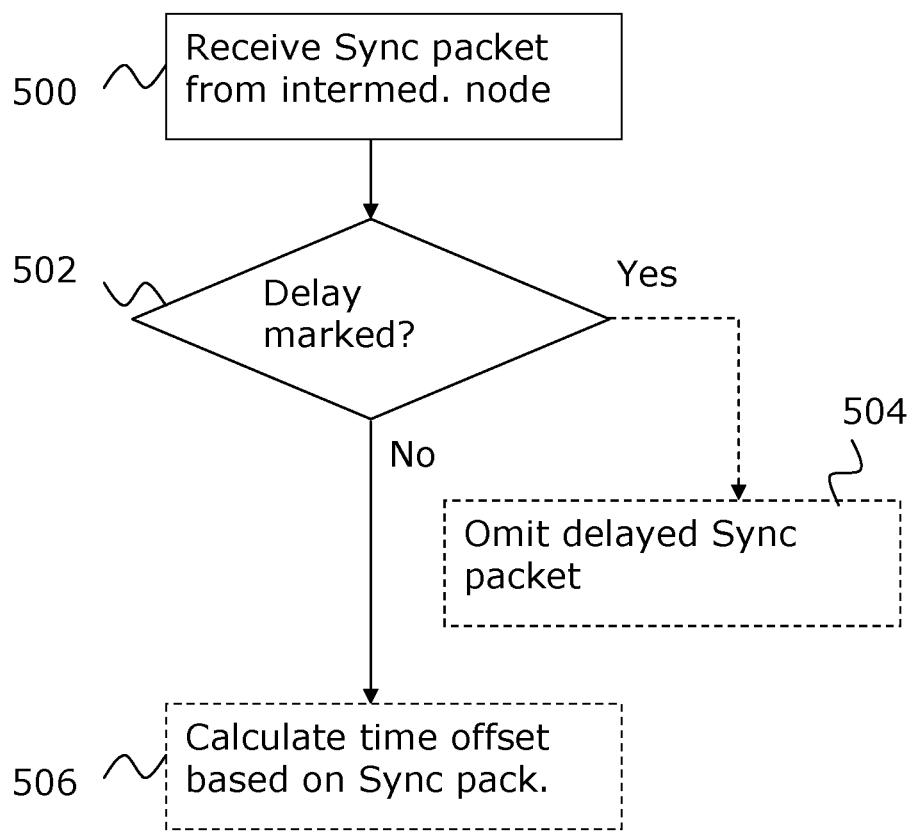 500
Receive Sync packet
from intermed. node
502
Delay
marked?
Yes
No
504
Omit delayed Sync
packet
506
Calculate time offset
based on Sync pack.